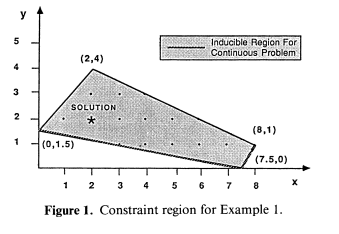 y
5
4
3
2
1
(2,4)
Inducible Region For
Continuous Problem
SOLUTION
*
(0,1.5)
(8,1)
(7.5,0)
1 2 3 4 5 6 7 8
x
Figure 1. Constraint region for Example 1.